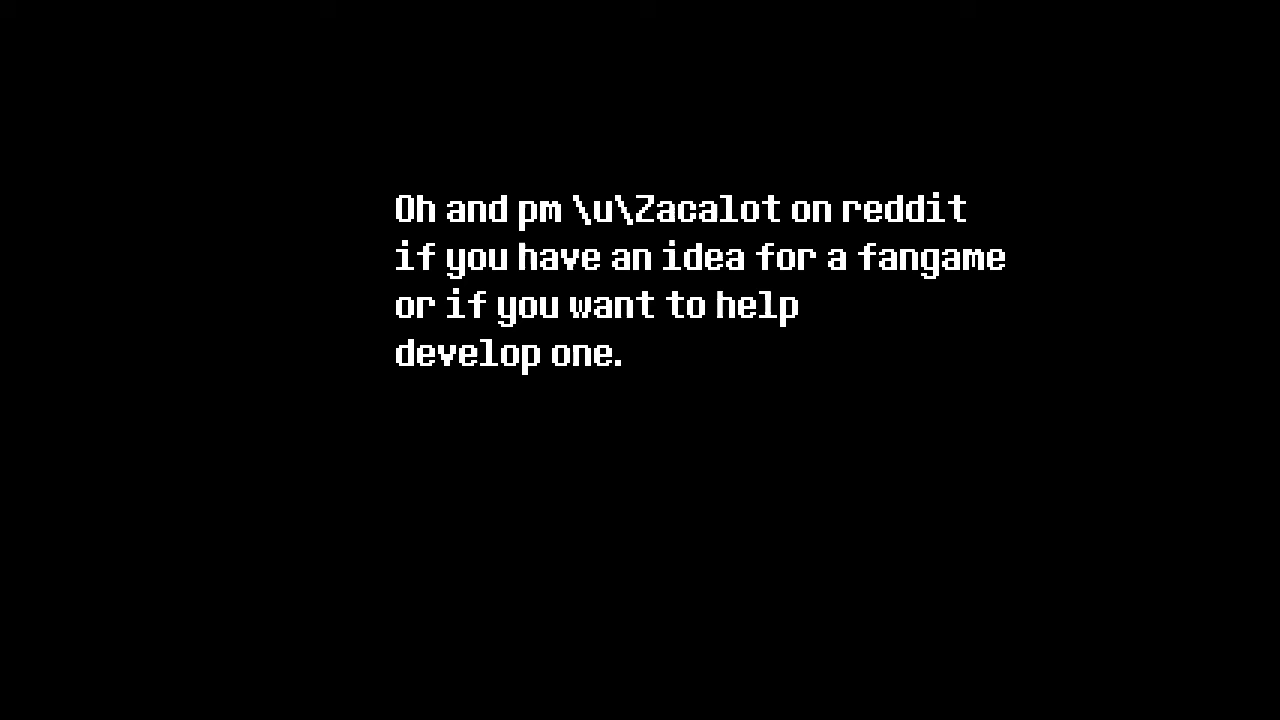 Oh and pm \u\Zacalot on reddit
if you have an idea for a fangame
or if you want to help
develop one.